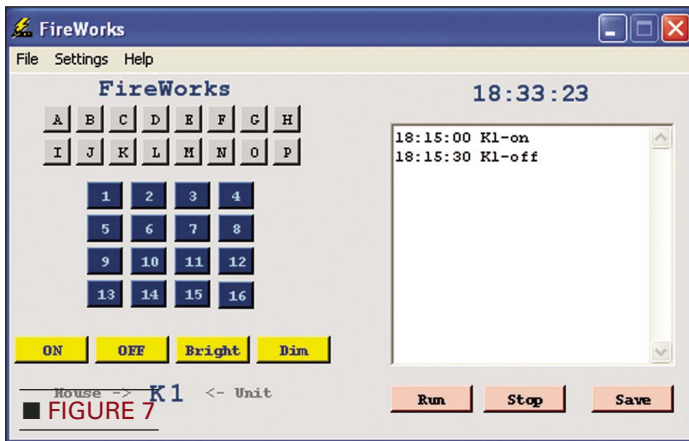 FireWorks
File Settings Help
FireWorks
A B C D E F G H
I J K L M N O P
1 2 3 4
5 6 7 8
9 10 11 12
13 14 15 16
ON OFF Bright Dim
House -> K1 <- Unit
18:33:23
18:15:00 K1-on
18:15:30 K1-off
Run Stop Save
■ FIGURE 7